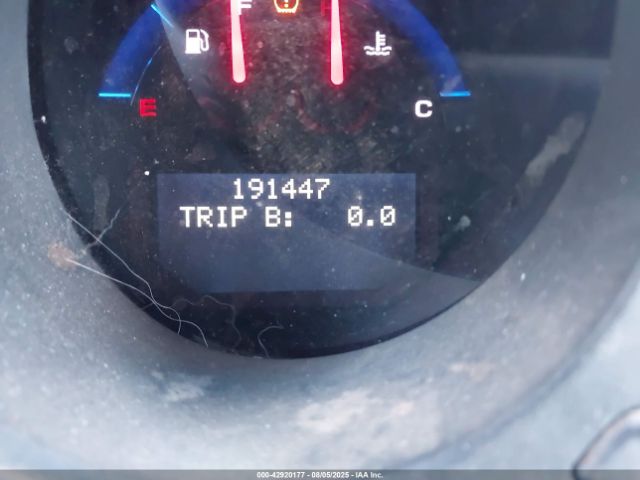 F
E
C
191447
TRIP B: 0.0
000-42920177 - 08/05/2025 - IAA Inc.